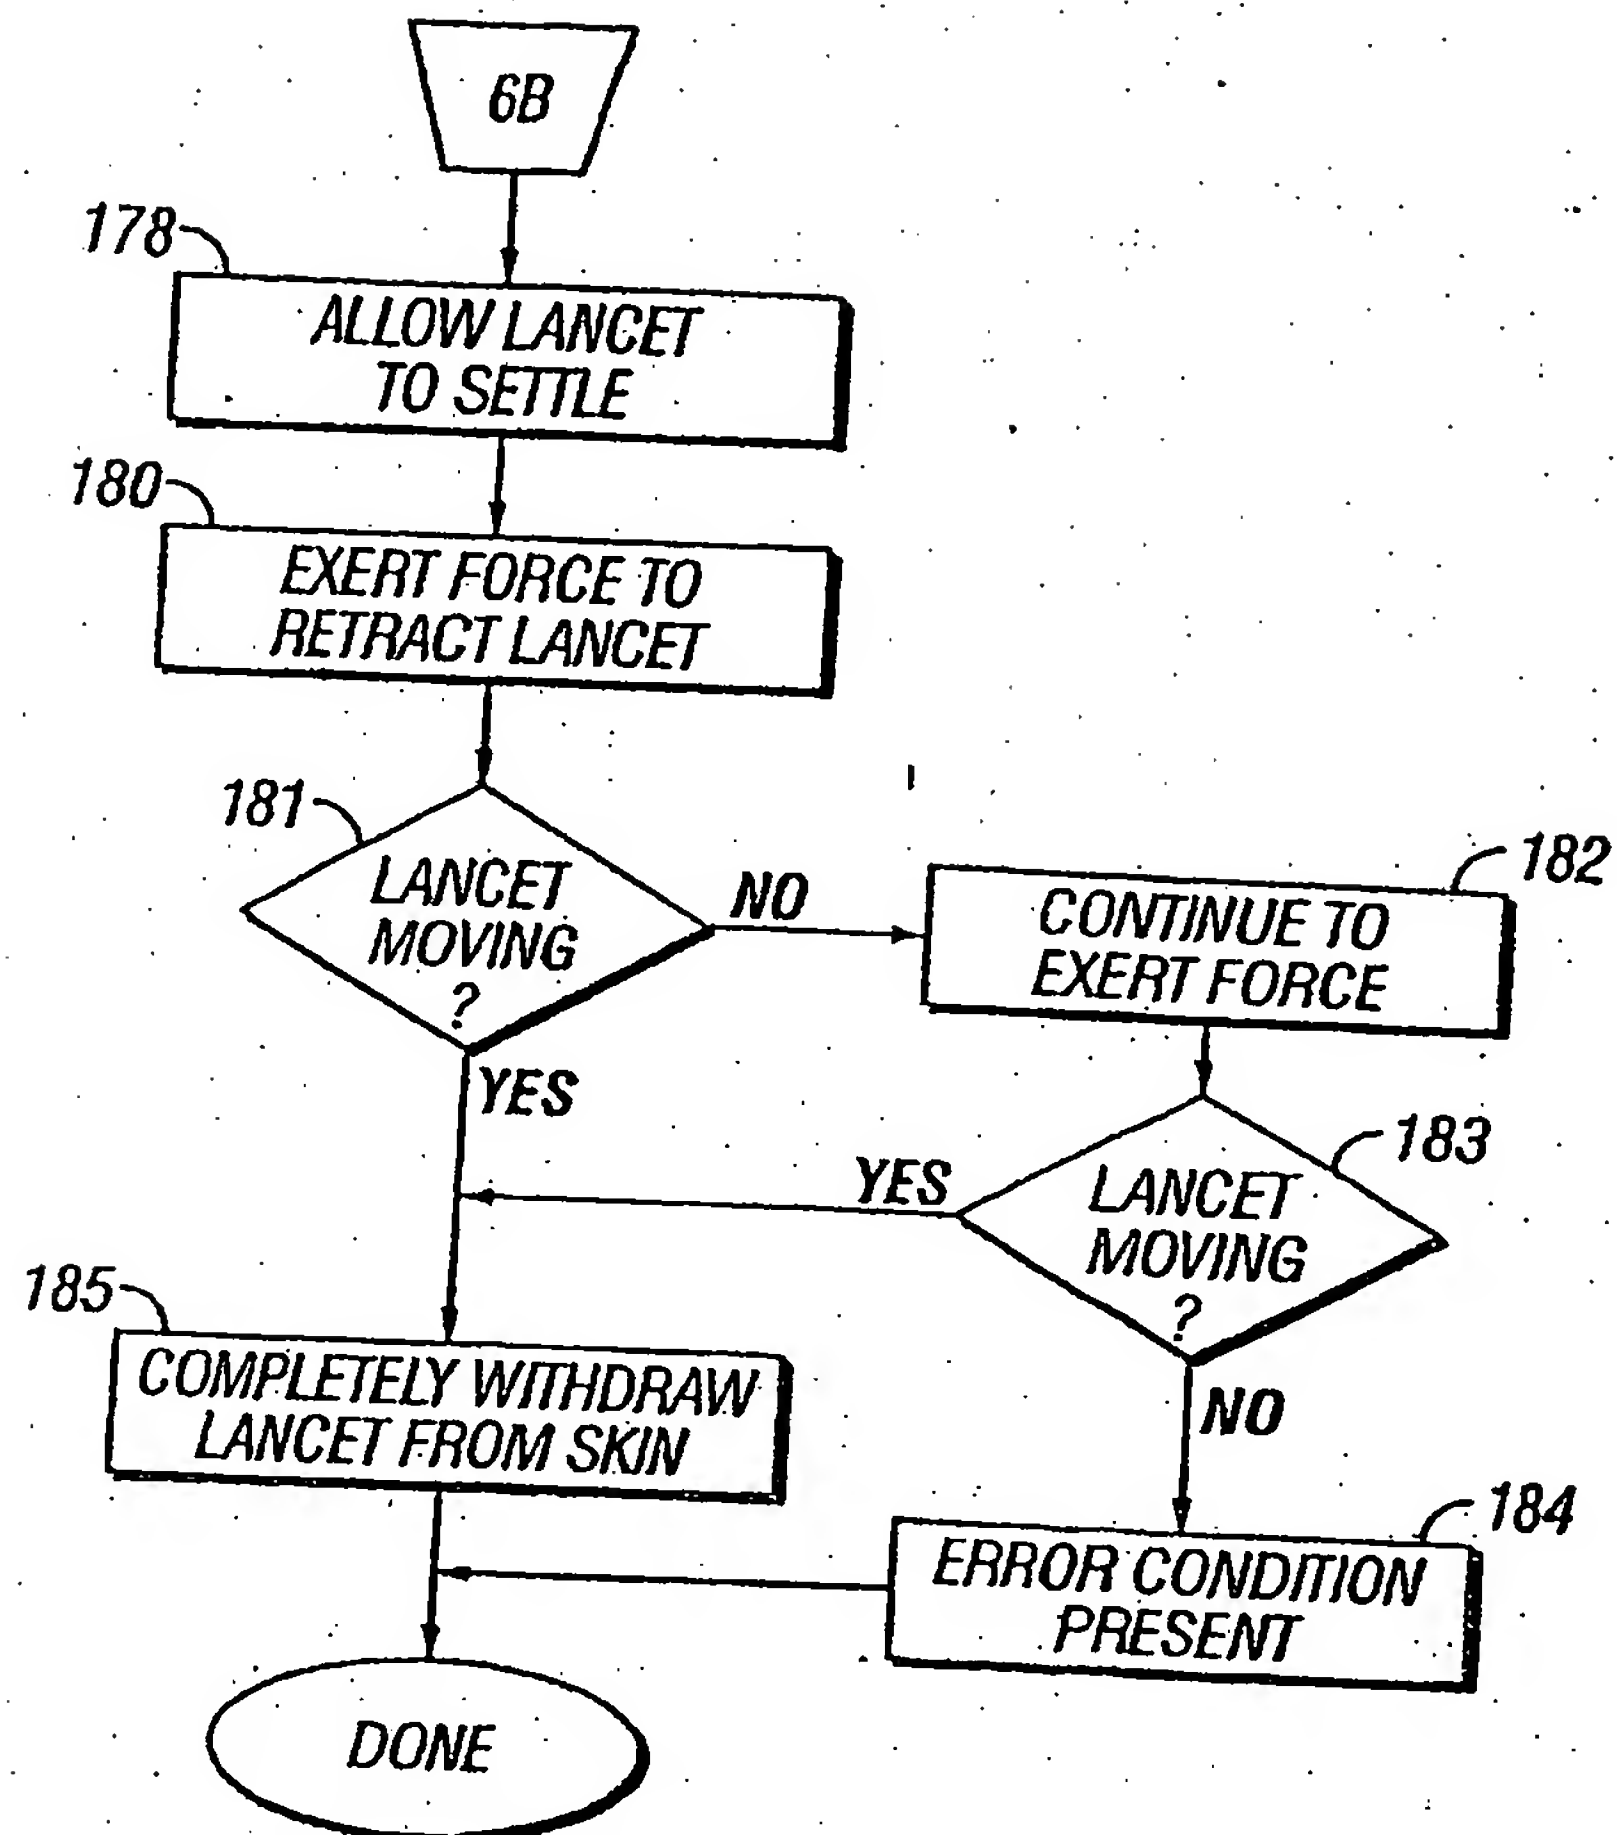 6B
178
ALLOW LANCET
TO SETTLE
180
EXERT FORCE TO
RETRACT LANCET
181
LANCET
MOVING
?
NO
182
CONTINUE TO
EXERT FORCE
YES
183
LANCET
MOVING
?
YES
NO
185
COMPLETELY WITHDRAW
LANCET FROM SKIN
184
ERROR CONDITION
PRESENT
DONE